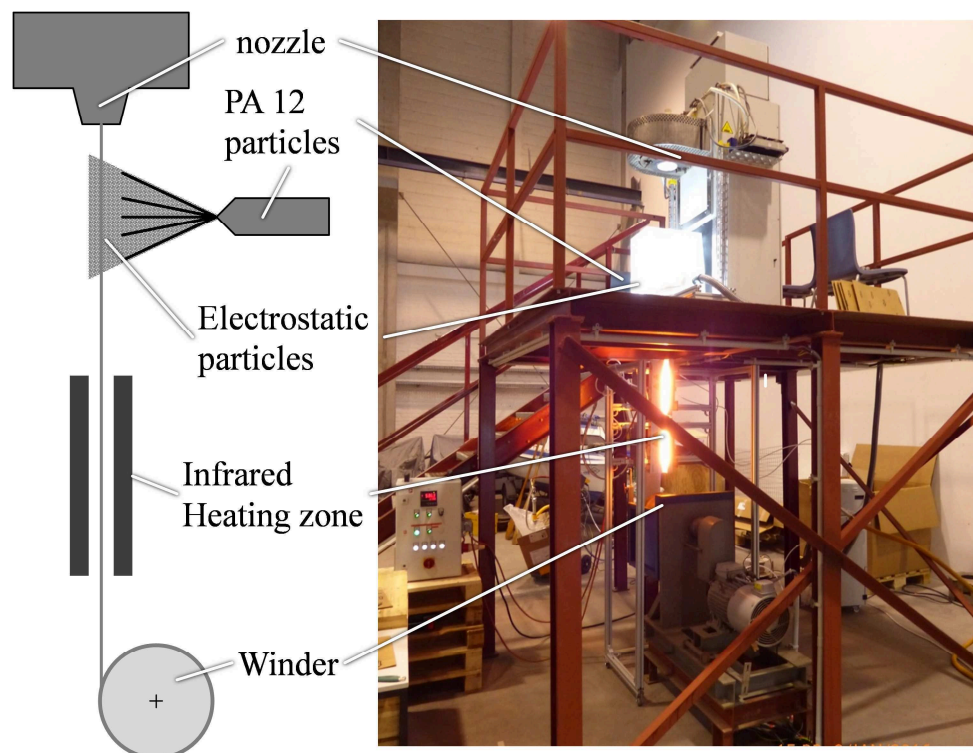 nozzle
PA 12
particles
Electrostatic
particles
Infrared
Heating zone
Winder